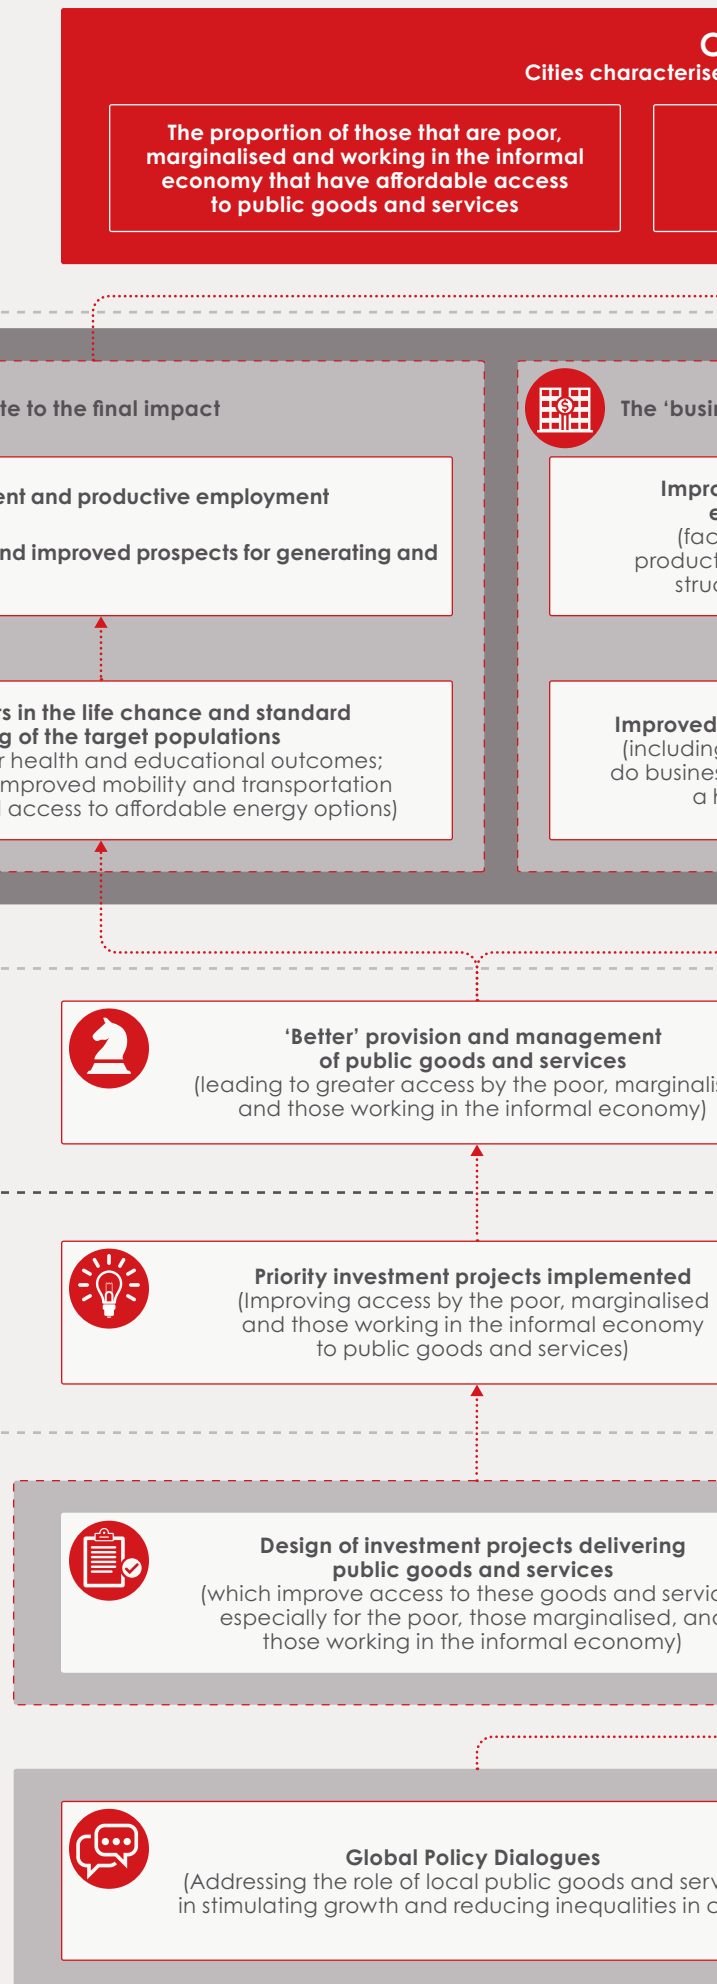 Cities characterise
The proportion of those that are poor,
marginalised and working in the informal
economy that have affordable access
to public goods and services
te to the final impact
The ‘busi
ent and productive employment
nd improved prospects for generating and
Impro
e
(fac
product
struc
s in the life chance and standard
g of the target populations
r health and educational outcomes;
mproved mobility and transportation
access to affordable energy options)
Improved
(including
do busines
a h
‘Better’ provision and management
of public goods and services
(leading to greater access by the poor, marginalis
and those working in the informal economy)
Priority investment projects implemented
(Improving access by the poor, marginalised
and those working in the informal economy
to public goods and services)
Design of investment projects delivering
public goods and services
(which improve access to these goods and servic
especially for the poor, those marginalised, and
those working in the informal economy)
Global Policy Dialogues
(Addressing the role of local public goods and serv
in stimulating growth and reducing inequalities in c